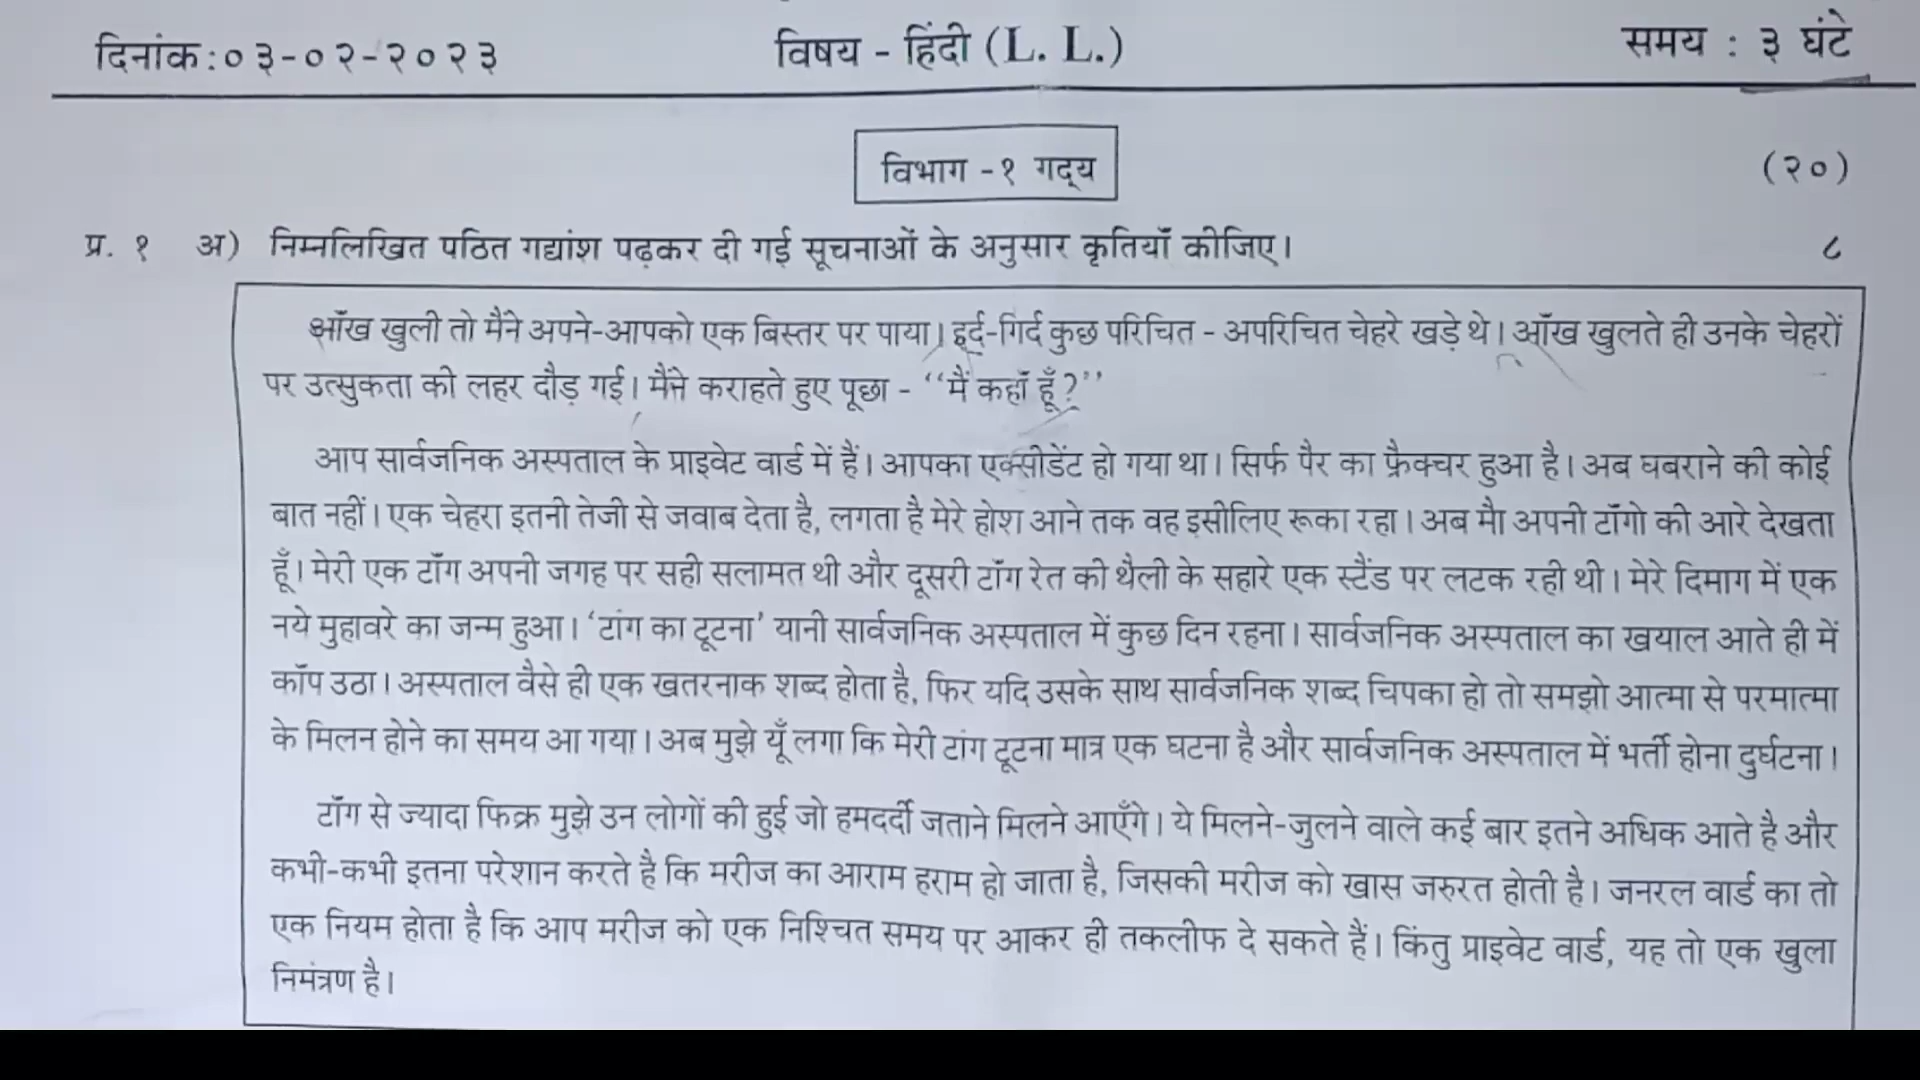 दिनांक:०३-०२-२०२३ विषय - हिंदी (L. L.) समय : ३ घंटे
विभाग -१ गद्य (२०)
प्र. १ अ) निम्नलिखित पठित गद्यांश पढ़कर दी गई सूचनाओं के अनुसार कृतियाँ कीजिए। ८
आँख खुली तो मैने अपने-आपको एक बिस्तर पर पाया। इर्द-गिर्द कुछ परिचित - अपरिचित चेहरे खड़े थे। आँख खुलते ही उनके चेहरों
पर उत्सुकता की लहर दौड़ गई। मैने कराहते हुए पूछा - “मैं कहाँ हूँ?”
आप सार्वजनिक अस्पताल के प्राइवेट वार्ड में हैं। आपका एक्सीडेंट हो गया था। सिर्फ पैर का फ्रैक्चर हुआ है। अब घबराने की कोई
बात नहीं। एक चेहरा इतनी तेजी से जवाब देता है, लगता है मेरे होश आने तक वह इसीलिए रूका रहा। अब मैा अपनी टाँगो की आरे देखता
हूँ। मेरी एक टाँग अपनी जगह पर सही सलामत थी और दूसरी टाँग रेत की थैली के सहारे एक स्टैंड पर लटक रही थी। मेरे दिमाग में एक
नये मुहावरे का जन्म हुआ। ‘टांग का टूटना’ यानी सार्वजनिक अस्पताल में कुछ दिन रहना। सार्वजनिक अस्पताल का खयाल आते ही में
काँप उठा। अस्पताल वैसे ही एक खतरनाक शब्द होता है, फिर यदि उसके साथ सार्वजनिक शब्द चिपका हो तो समझो आत्मा से परमात्मा
के मिलन होने का समय आ गया। अब मुझे यूँ लगा कि मेरी टांग टूटना मात्र एक घटना है और सार्वजनिक अस्पताल में भर्ती होना दुर्घटना।
टाँग से ज्यादा फिक्र मुझे उन लोगों की हुई जो हमदर्दी जताने मिलने आएँगे। ये मिलने-जुलने वाले कई बार इतने अधिक आते है और
कभी-कभी इतना परेशान करते है कि मरीज का आराम हराम हो जाता है, जिसकी मरीज को खास जरुरत होती है। जनरल वार्ड का तो
एक नियम होता है कि आप मरीज को एक निश्चित समय पर आकर ही तकलीफ दे सकते हैं। किंतु प्राइवेट वार्ड, यह तो एक खुला
निमंत्रण है।